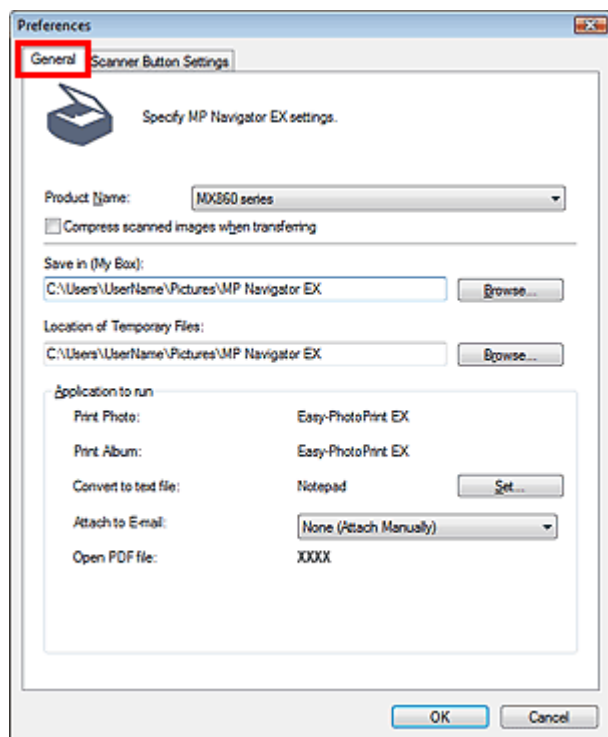 Preferences
General Scanner Button Settings
Specify MP Navigator EX settings.
Product Name: MX860 series
Compress scanned images when transferring
Save in (My Box):
C:\Users\UserName\Pictures\MP Navigator EX Browse...
Location of Temporary Files:
C:\Users\UserName\Pictures\MP Navigator EX Browse...
Application to run
Print Photo: Easy-PhotoPrint EX
Print Album: Easy-PhotoPrint EX
Convert to text file: Notepad Set...
Attach to E-mail: None (Attach Manually)
Open PDF file: XXXX
OK Cancel